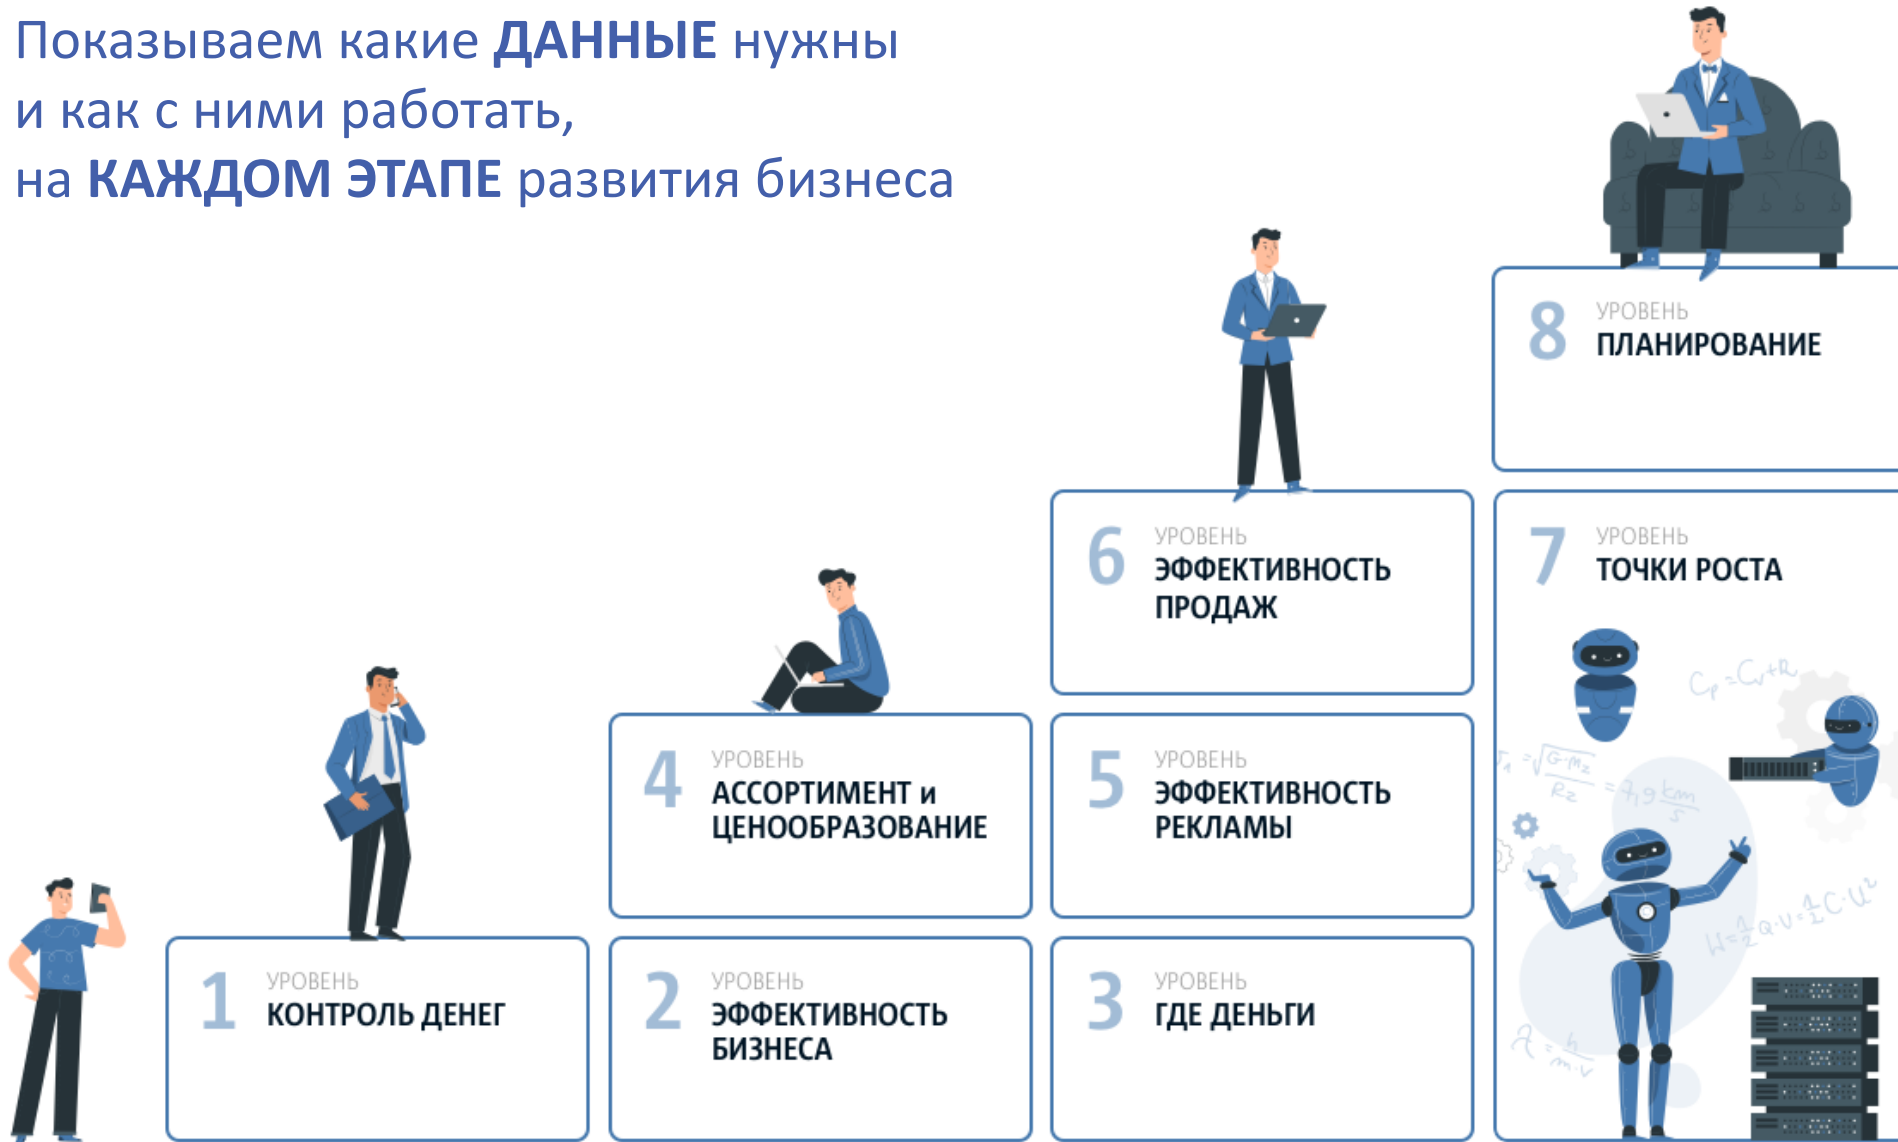 Показываем какие ДАННЫЕ нужны
и как с ними работать,
на КАЖДОМ ЭТАПЕ развития бизнеса
8 УРОВЕНЬ
ПЛАНИРОВАНИЕ
6 УРОВЕНЬ
ЭФФЕКТИВНОСТЬ
ПРОДАЖ
7 УРОВЕНЬ
ТОЧКИ РОСТА
4 УРОВЕНЬ
АССОРТИМЕНТ и
ЦЕНООБРАЗОВАНИЕ
5 УРОВЕНЬ
ЭФФЕКТИВНОСТЬ
РЕКЛАМЫ
1 УРОВЕНЬ
КОНТРОЛЬ ДЕНЕГ
2 УРОВЕНЬ
ЭФФЕКТИВНОСТЬ
БИЗНЕСА
3 УРОВЕНЬ
ГДЕ ДЕНЬГИ